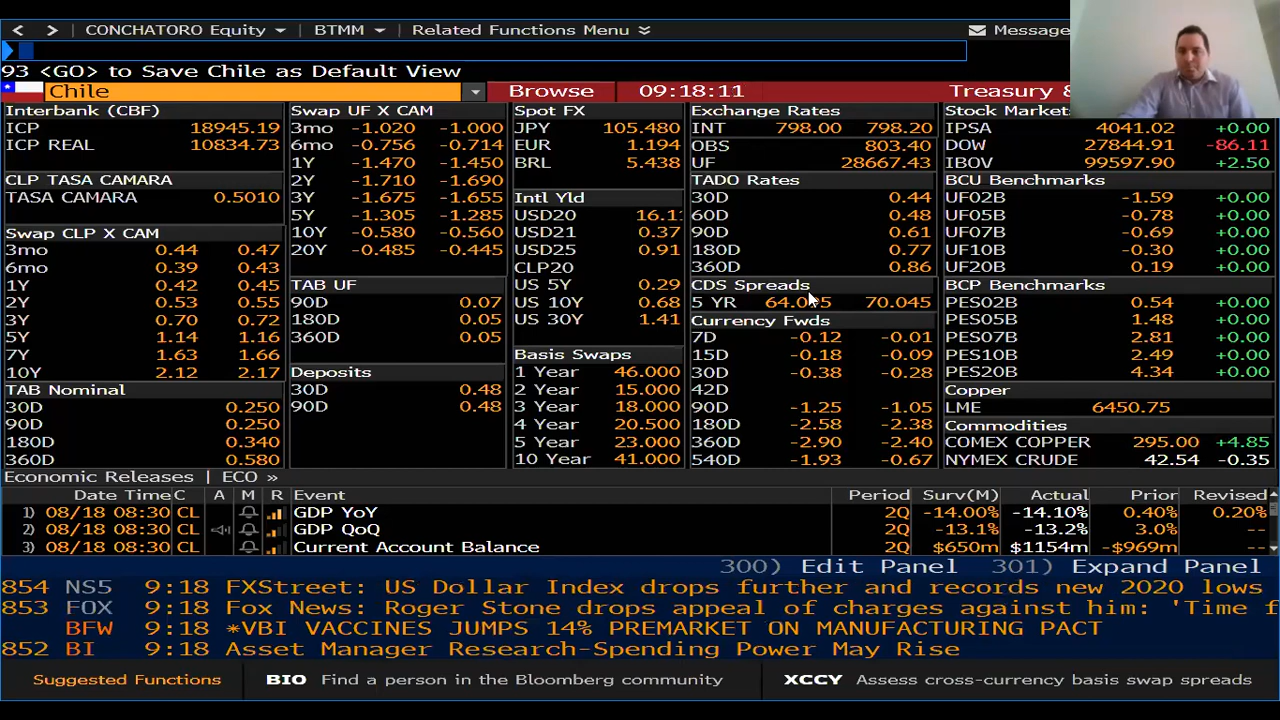 < > CONCHATORO Equity BTMM Related Functions Menu Message
93 <GO> to Save Chile as Default View
Chile Browse 09:18:11 Treasury &
Interbank (CBF)
ICP 18945.19
ICP REAL 10834.73
CLP TASA CAMARA
TASA CAMARA 0.5010
Swap CLP X CAM
3mo 0.44 0.47
6mo 0.39 0.43
1Y 0.42 0.45
2Y 0.53 0.55
3Y 0.70 0.72
5Y 1.14 1.16
7Y 1.63 1.66
10Y 2.12 2.17
TAB Nominal
30D 0.250
90D 0.250
180D 0.340
360D 0.580
Swap UF X CAM
3mo -1.020 -1.000
6mo -0.756 -0.714
1Y -1.470 -1.450
2Y -1.710 -1.690
3Y -1.675 -1.655
5Y -1.305 -1.285
10Y -0.580 -0.560
20Y -0.485 -0.445
TAB UF
90D 0.07
180D 0.05
360D 0.05
Deposits
30D 0.48
90D 0.48
Spot FX
JPY 105.480
EUR 1.194
BRL 5.438
Intl Yld
USD20 16.1
USD21 0.37
USD25 0.91
CLP20
US 5Y 0.29
US 10Y 0.68
US 30Y 1.41
Basis Swaps
1 Year 46.000
2 Year 15.000
3 Year 18.000
4 Year 20.500
5 Year 23.000
10 Year 41.000
Exchange Rates
INT 798.00 798.20
OBS 803.40
UF 28667.43
TADO Rates
30D 0.44
60D 0.48
90D 0.61
180D 0.77
360D 0.86
CDS Spreads
5 YR 70.045
Currency Fwds
7D -0.12 -0.01
15D -0.18 -0.09
30D -0.38 -0.28
42D
90D -1.25 -1.05
180D -2.58 -2.38
360D -2.90 -2.40
540D -1.93 -0.67
Stock Market
IPSA 4041.02 +0.00
DOW 27844.91 -86.11
IBOV 99597.90 +2.50
BCU Benchmarks
UF02B -1.59 +0.00
UF05B -0.78 +0.00
UF07B -0.69 +0.00
UF10B -0.30 +0.00
UF20B 0.19 +0.00
BCP Benchmarks
PES02B 0.54 +0.00
PES05B 1.48 +0.00
PES07B 2.81 +0.00
PES10B 2.49 +0.00
PES20B 4.34 +0.00
Copper
LME 6450.75
Commodities
COMEX COPPER 295.00 +4.85
NYMEX CRUDE 42.54 -0.35
Economic Releases | ECO »
Date Time C A M R Event Period Surv(M) Actual Prior Revised
1) 08/18 08:30 CL GDP YoY 2Q -14.00% -14.10% 0.40% 0.20%
2) 08/18 08:30 CL GDP QoQ 2Q -13.1% -13.2% 3.0% --
3) 08/18 08:30 CL Current Account Balance 2Q $650m $1154m -$969m --
300) Edit Panel 301) Expand Panel
854 NS5 9:18 FXStreet: US Dollar Index drops further and records new 2020 lows
853 FOX 9:18 Fox News: Roger Stone drops appeal of charges against him: 'Time f
BFW 9:18 *VBI VACCINES JUMPS 14% PREMARKET ON MANUFACTURING PACT
852 BI 9:18 Asset Manager Research-Spending Power May Rise
Suggested Functions BIO Find a person in the Bloomberg community XCCY Assess cross-currency basis swap spreads